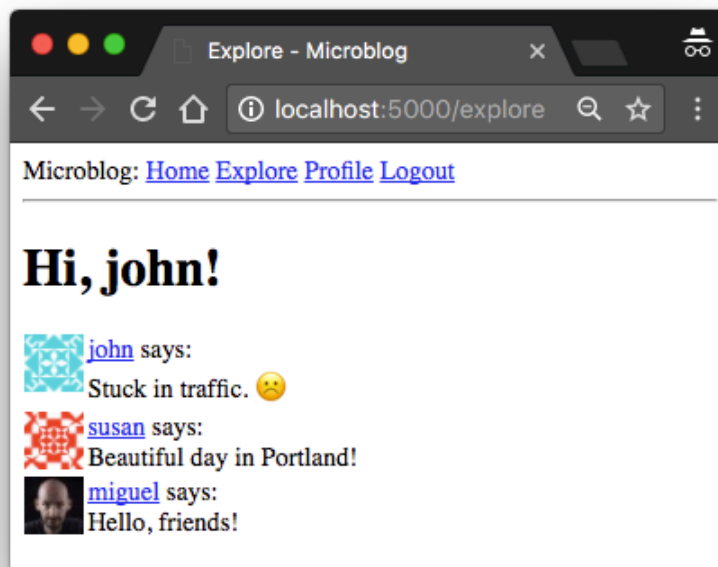 Explore - Microblog
localhost:5000/explore
Microblog: Home Explore Profile Logout
Hi, john!
john says:
Stuck in traffic. ☹️
susan says:
Beautiful day in Portland!
miguel says:
Hello, friends!